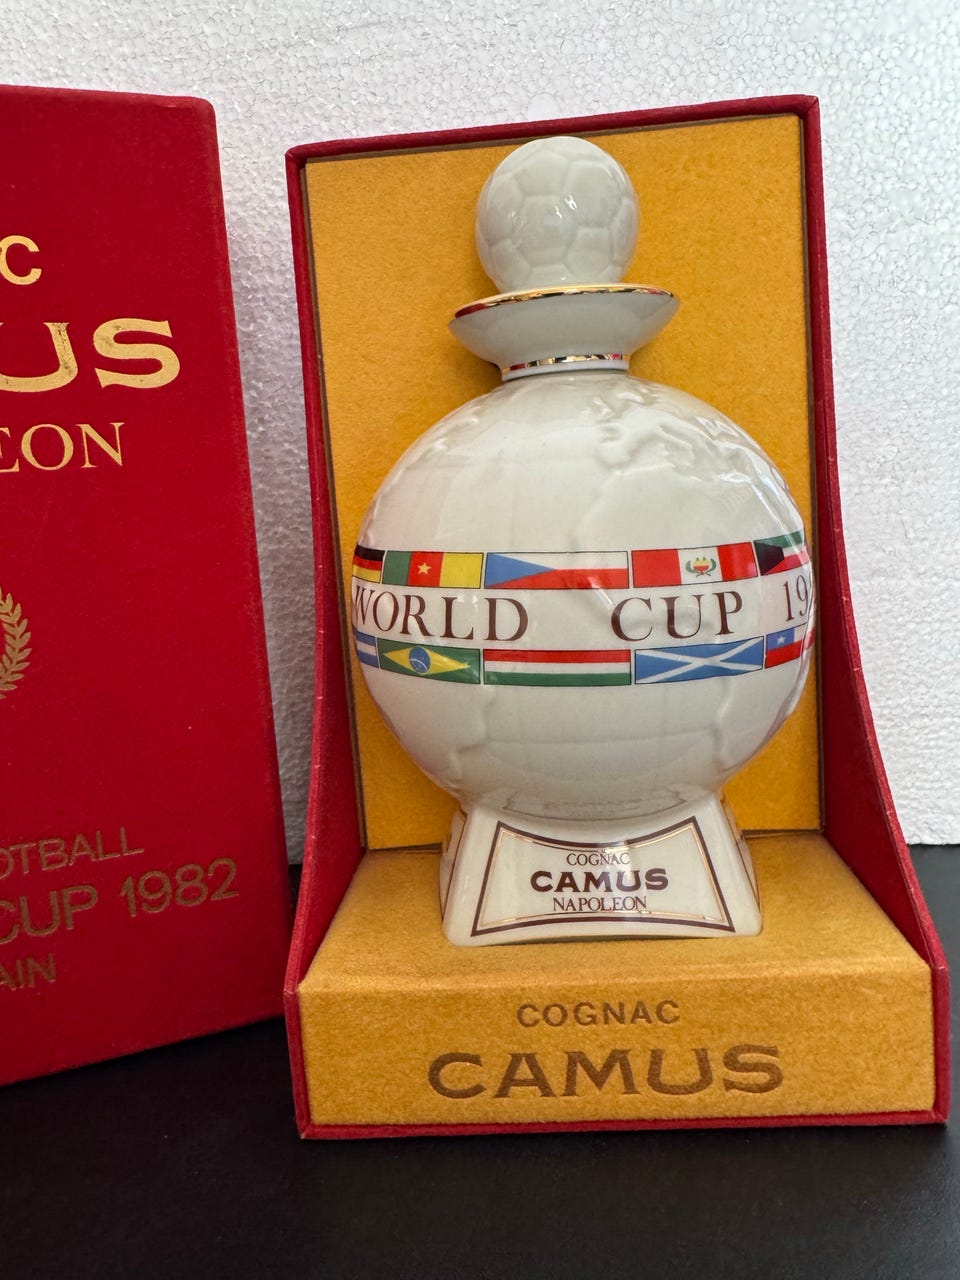 C
US
EON
OTBALL
CUP 1982
AIN
WORLD CUP 19
COGNAC
CAMUS
NAPOLEON
COGNAC
CAMUS